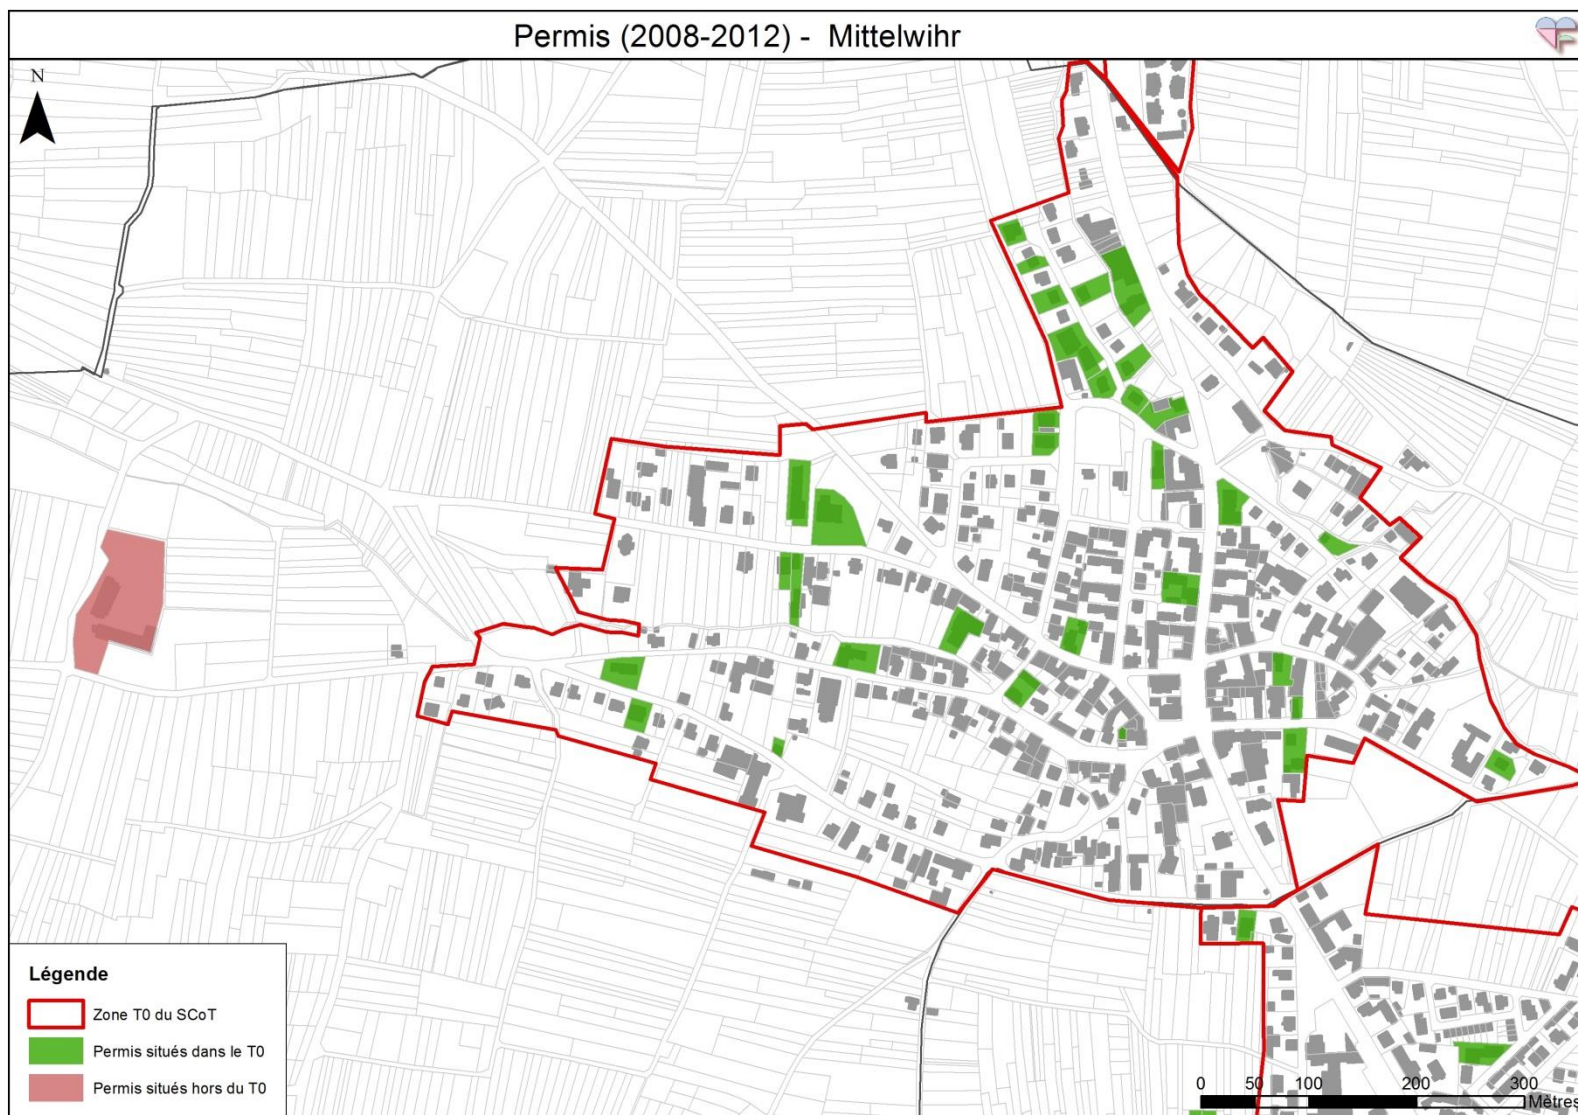 Permis (2008-2012) - Mittelwihr
N
Légende
Zone T0 du SCoT
Permis situés dans le T0
Permis situés hors du T0
0 50 100 200 300
Mètres